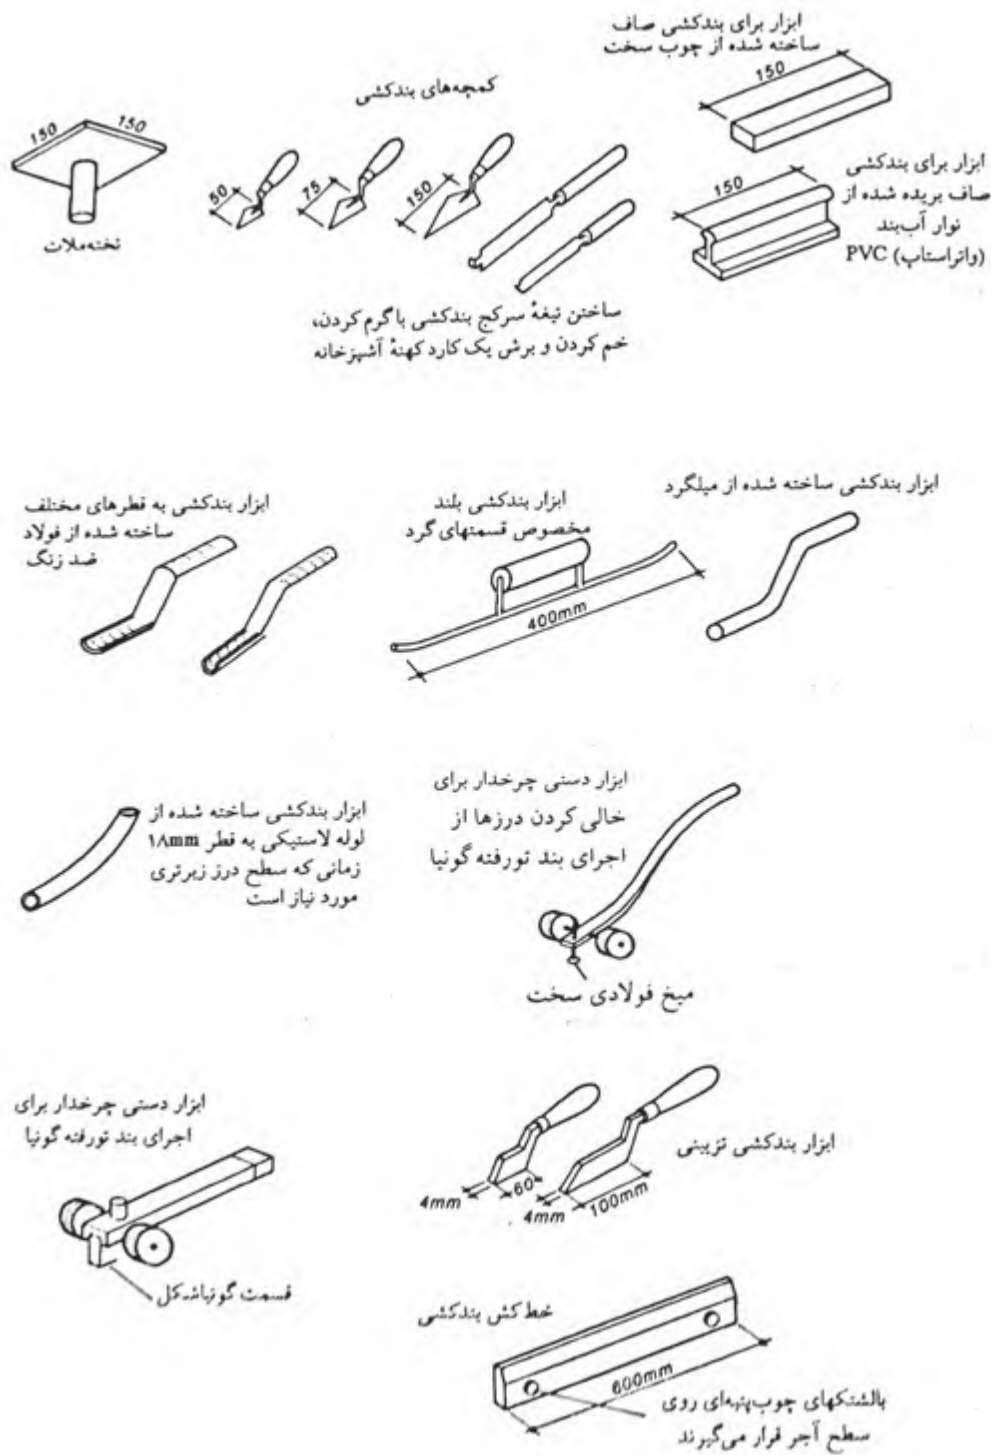 ابزار برای بندکشی صاف
ساخته شده از چوب سخت
150
کمچه‌های بندکشی
150
150
تخته‌ملات
50
75
150
ابزار برای بندکشی
صاف بریده شده از
نوار آب‌بند
(واتراستاپ) PVC
150
ساختن تیغهٔ سرکج بندکشی با گرم کردن،
خم کردن و برش یک کارد کهنهٔ آشپزخانه
ابزار بندکشی ساخته شده از میلگرد
ابزار بندکشی بلند
مخصوص قسمتهای گرد
400mm
ابزار بندکشی به قطرهای مختلف
ساخته شده از فولاد
ضد زنگ
ابزار دستی چرخدار برای
خالی کردن درزها از
اجرای بند تورفته گونیا
میخ فولادی سخت
ابزار بندکشی ساخته شده از
لوله لاستیکی به قطر ۱۸mm
زمانی که سطح درز زبرتری
مورد نیاز است
ابزار دستی چرخدار برای
اجرای بند تورفته گونیا
قسمت گونیاشکل
ابزار بندکشی تزیینی
4mm
60
4mm
100mm
خط‌کش بندکشی
600mm
بالشتکهای چوب‌پنبه‌ای روی
سطح آجر قرار می‌گیرند